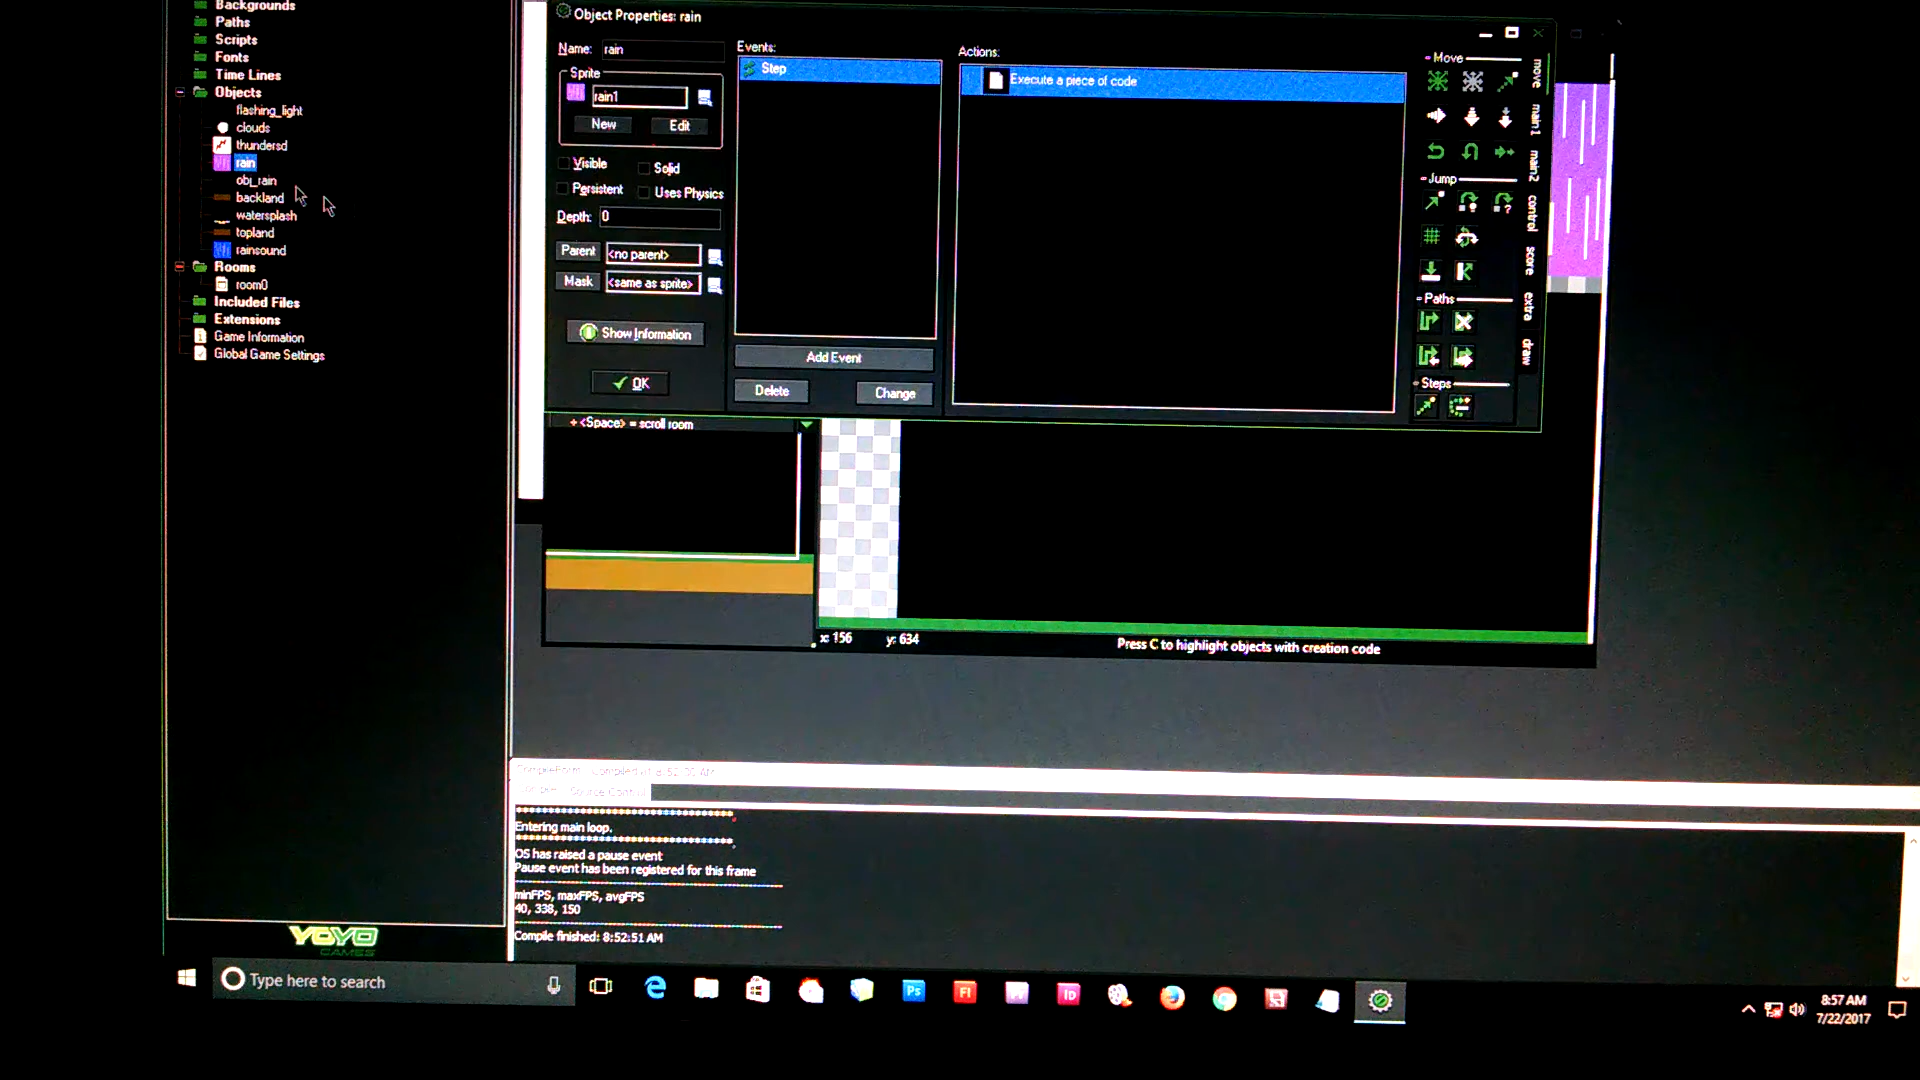 Backgrounds
Paths
Scripts
Fonts
Time Lines
Objects
flashing_light
clouds
thundersd
rain
obj_rain
backland
watersplash
topland
rainsound
Rooms
room0
Included Files
Extensions
Game Information
Global Game Settings
YOYO
GAMES
Object Properties: rain
Name: rain
Sprite
rain1
New Edit
Visible Solid
Persistent Uses Physics
Depth: 0
Parent <no parent>
Mask <same as sprite>
Show Information
OK
Events:
Step
Add Event
Delete Change
Actions:
Execute a piece of code
Move
Jump
Paths
Steps
move
main1
main2
control
score
extra
draw
+ <Space> = scroll room
x: 156 y: 634
Press C to highlight objects with creation code
Entering main loop.
OS has raised a pause event
Pause event has been registered for this frame
minFPS, maxFPS, avgFPS
40, 338, 150
Compile finished: 8:52:51 AM
Type here to search
Ps
Fl
Id
8:57 AM
7/22/2017